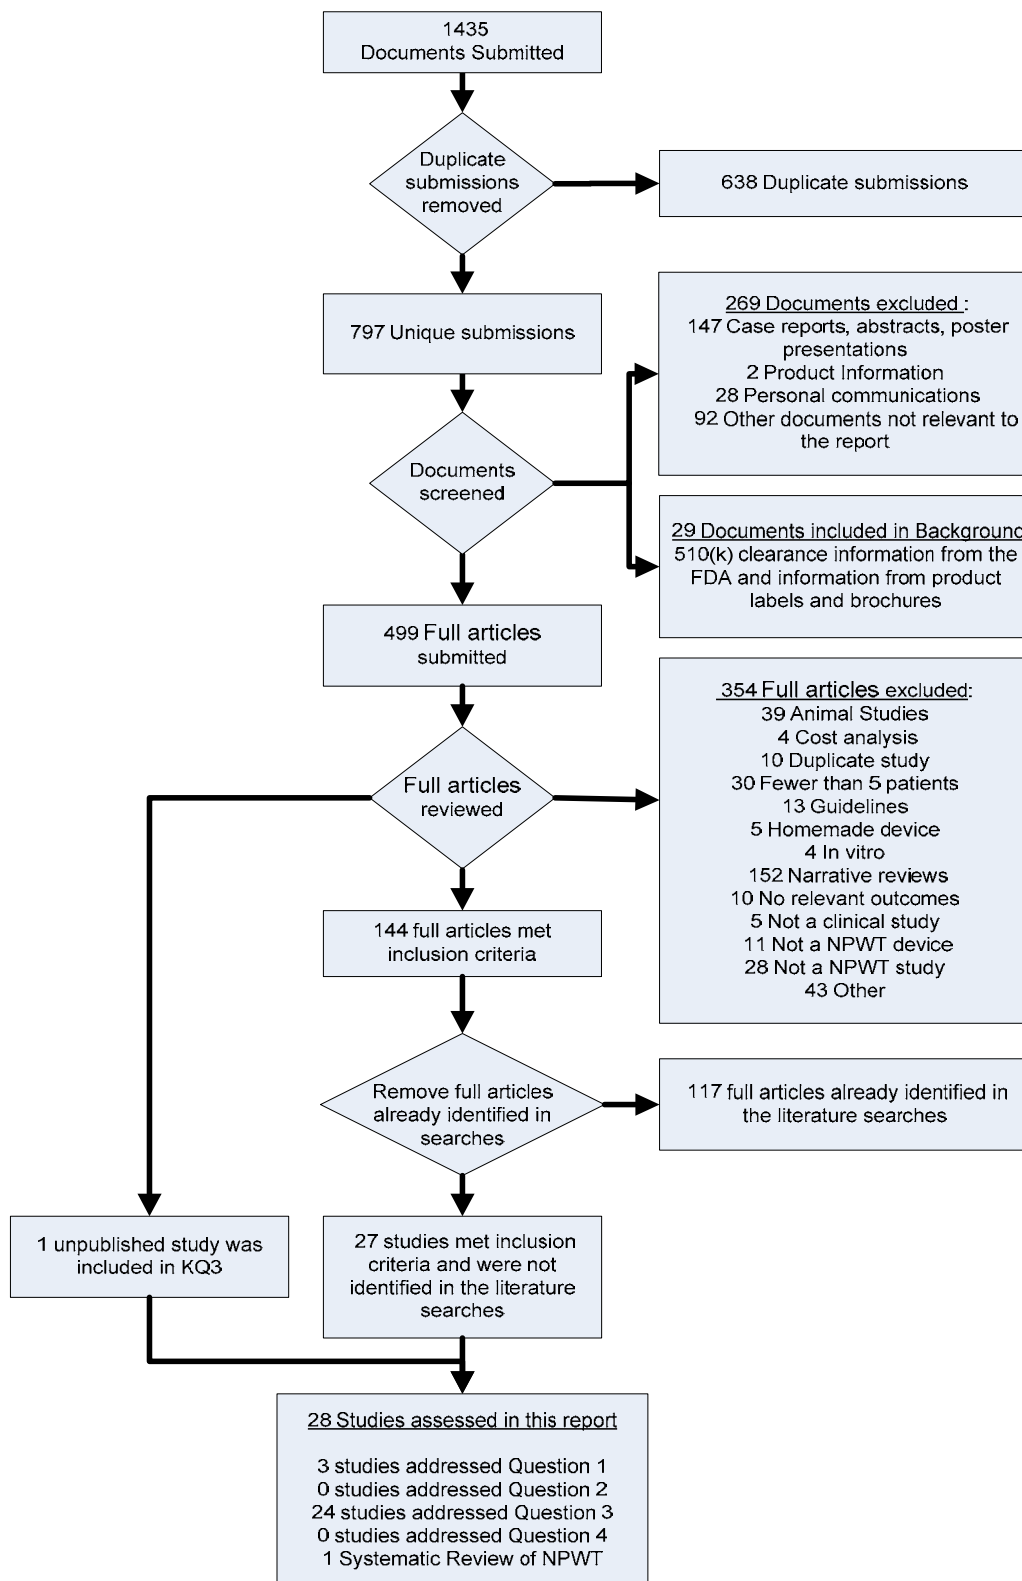 1435
Documents Submitted
Duplicate
submissions
removed
638 Duplicate submissions
797 Unique submissions
269 Documents excluded :
147 Case reports, abstracts, poster
presentations
2 Product Information
28 Personal communications
92 Other documents not relevant to
the report
Documents
screened
29 Documents included in Background
510(k) clearance information from the
FDA and information from product
labels and brochures
499 Full articles
submitted
354 Full articles excluded:
39 Animal Studies
4 Cost analysis
10 Duplicate study
30 Fewer than 5 patients
13 Guidelines
5 Homemade device
4 In vitro
152 Narrative reviews
10 No relevant outcomes
5 Not a clinical study
11 Not a NPWT device
28 Not a NPWT study
43 Other
Full articles
reviewed
144 full articles met
inclusion criteria
Remove full articles
already identified in
searches
117 full articles already identified in
the literature searches
1 unpublished study was
included in KQ3
27 studies met inclusion
criteria and were not
identified in the literature
searches
28 Studies assessed in this report
3 studies addressed Question 1
0 studies addressed Question 2
24 studies addressed Question 3
0 studies addressed Question 4
1 Systematic Review of NPWT